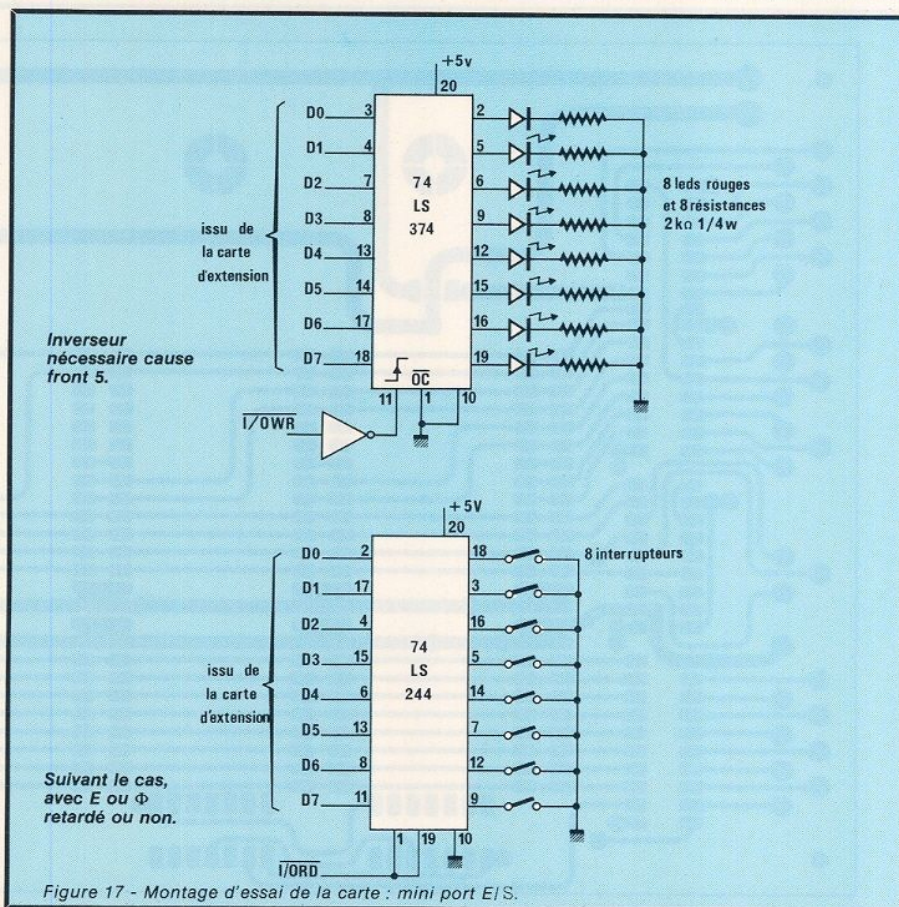 +5v
20
D0 3 2
D1 4 5
D2 7 6
D3 8 9
D4 13 12
D5 14 15
D6 17 16
D7 18 19
74
LS
374
issu de
la carte
d'extension
8 leds rouges
et 8 résistances
2kΩ 1/4w
Inverseur
nécessaire cause
front 5.
OC
11 1 10
I/OWR
+5V
20
D0 2 18
8 interrupteurs
D1 17 3
D2 4 16
D3 15 5
D4 6 14
D5 13 7
D6 8 12
D7 11 9
74
LS
244
issu de
la carte
d'extension
Suivant le cas,
avec E ou Φ
retardé ou non.
1 19 10
I/ORD
Figure 17 - Montage d'essai de la carte : mini port E/S.